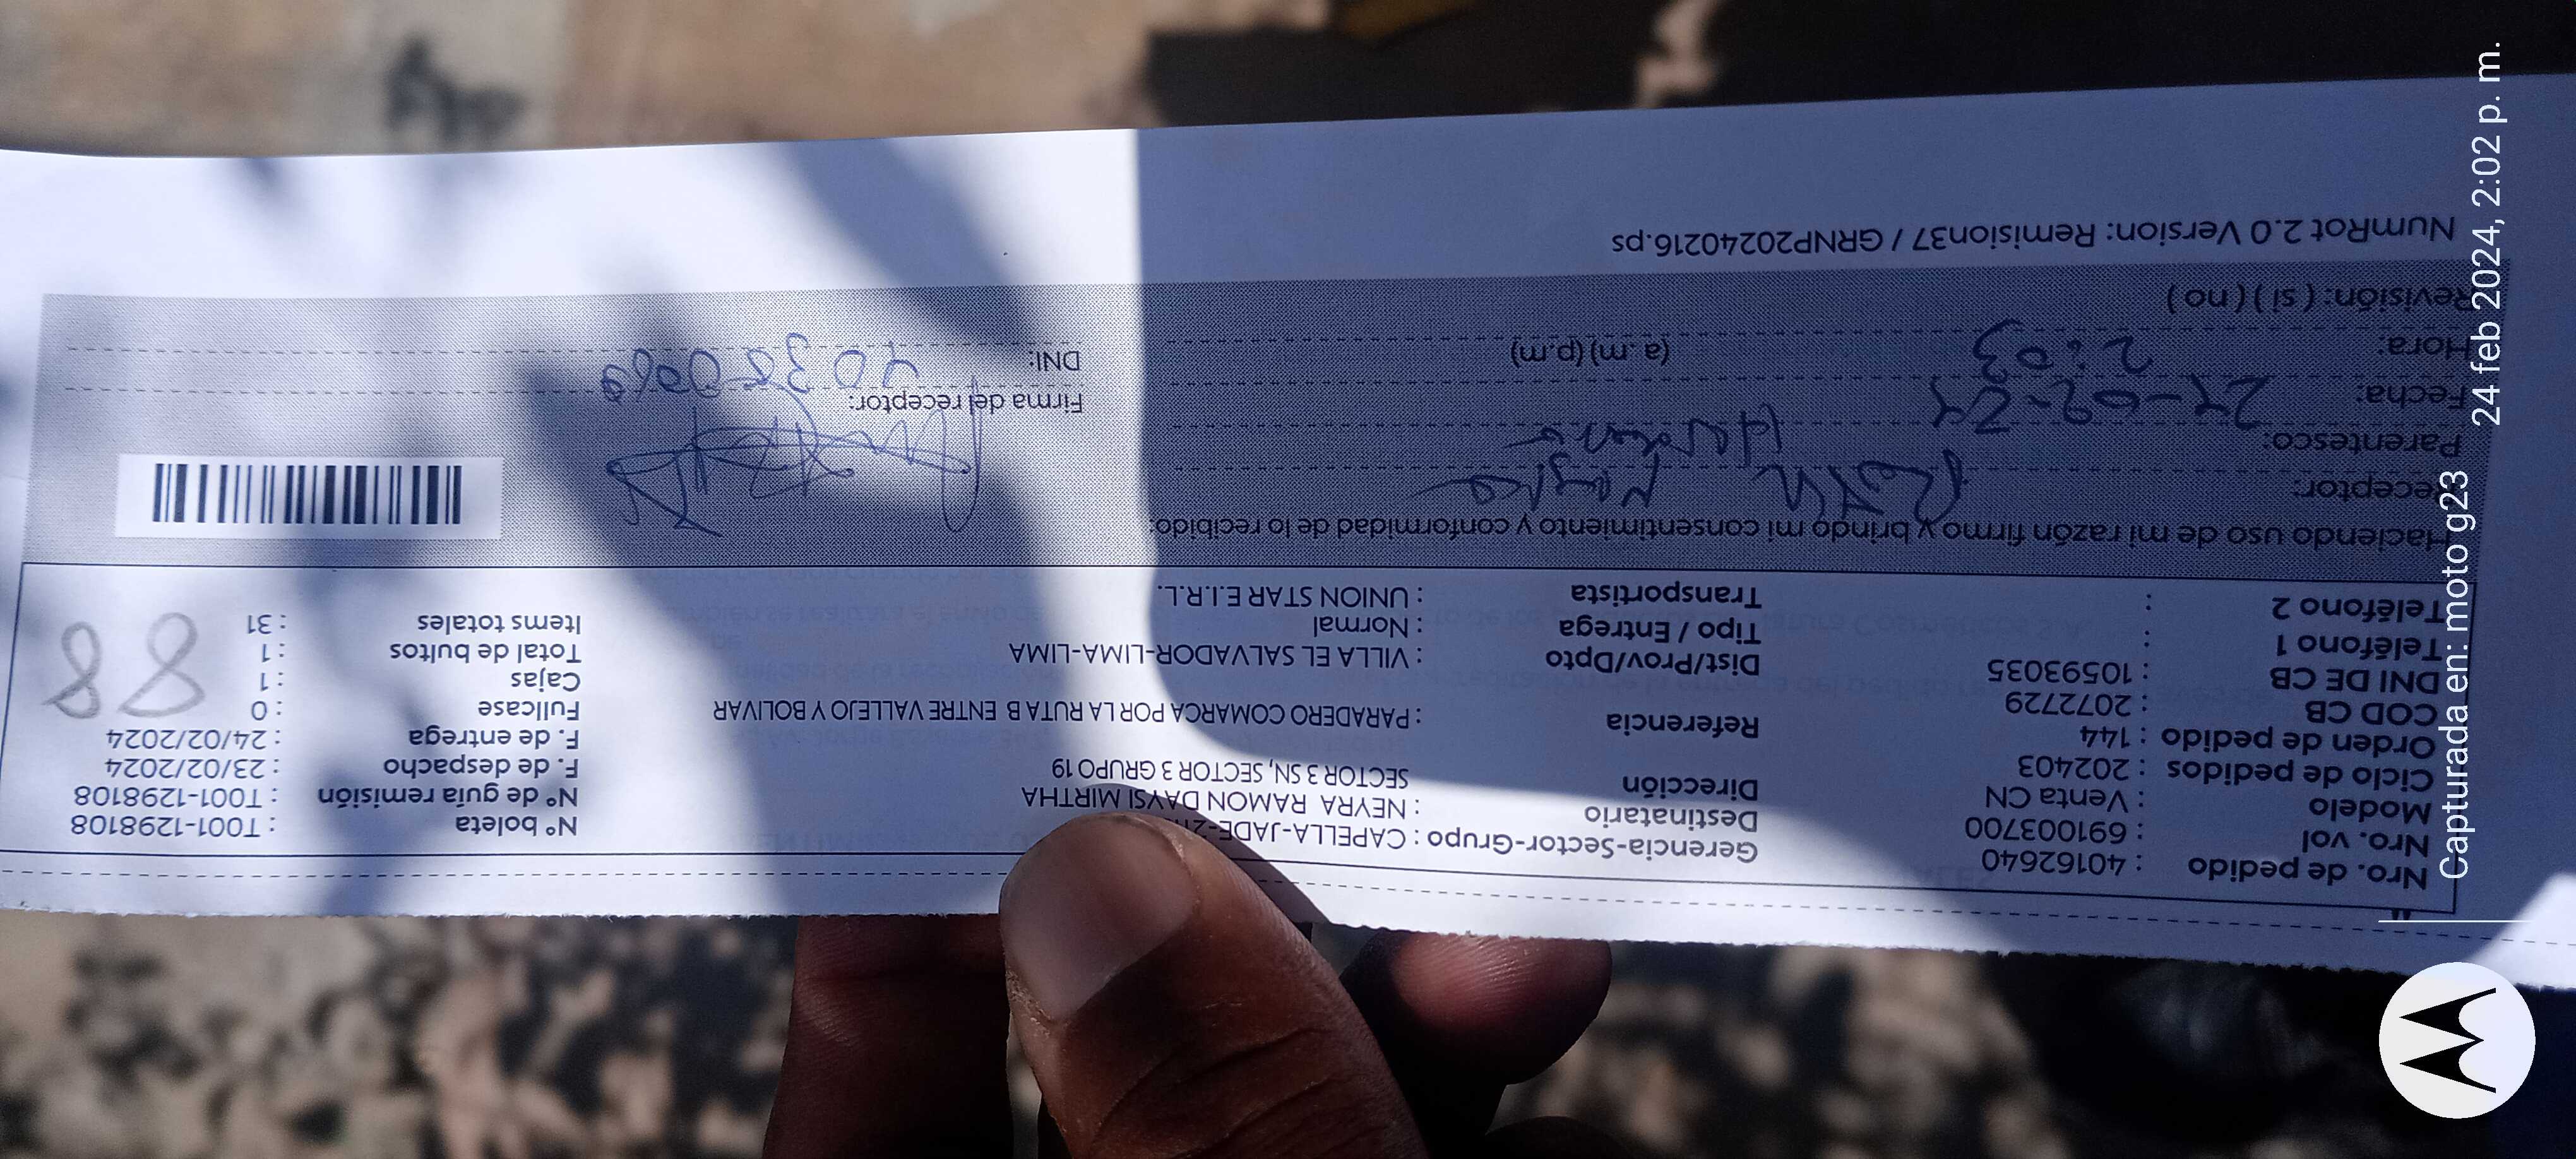 Nro. de pedido : 40162640
Nro. vol : 691003700
Modelo : Venta CN
Ciclo de pedidos : 202403
Orden de pedido : 144
COD CB : 2072729
DNI DE CB : 10593035
Teléfono 1 :
Teléfono 2 :
Gerencia-Sector-Grupo : CAPELLA-JADE-
Destinatario : NEYRA RAMON DAYSI MIRTHA
Dirección SECTOR 3 SN, SECTOR 3 GRUPO 19
Referencia : PARADERO COMARCA POR LA RUTA B ENTRE VALLEJO Y BOLIVAR
Dist/Prov/Dpto : VILLA EL SALVADOR-LIMA-LIMA
Tipo / Entrega : Normal
Transportista : UNION STAR E.I.R.L.
Nº boleta : T001-1298108
Nº de guía remisión : T001-1298108
F. de despacho : 23/02/2024
F. de entrega : 24/02/2024
Fullcase : 0
Cajas : 1
Total de bultos : 1
Items totales : 31
88
Haciendo uso de mi razón firmo y brindo mi consentimiento y conformidad de lo recibido:
Receptor: Ruth
Parentesco: Hermana
Fecha: 24-02-24
Hora: 2:03 (a. m) (p.m)
Revisión: ( si ) ( no )
Firma del receptor:
DNI:
NumRot 2.0 Version: Remision37 / GRNP20240216.ps
24 feb 2024, 2:02 p. m.
Capturada en: moto g23